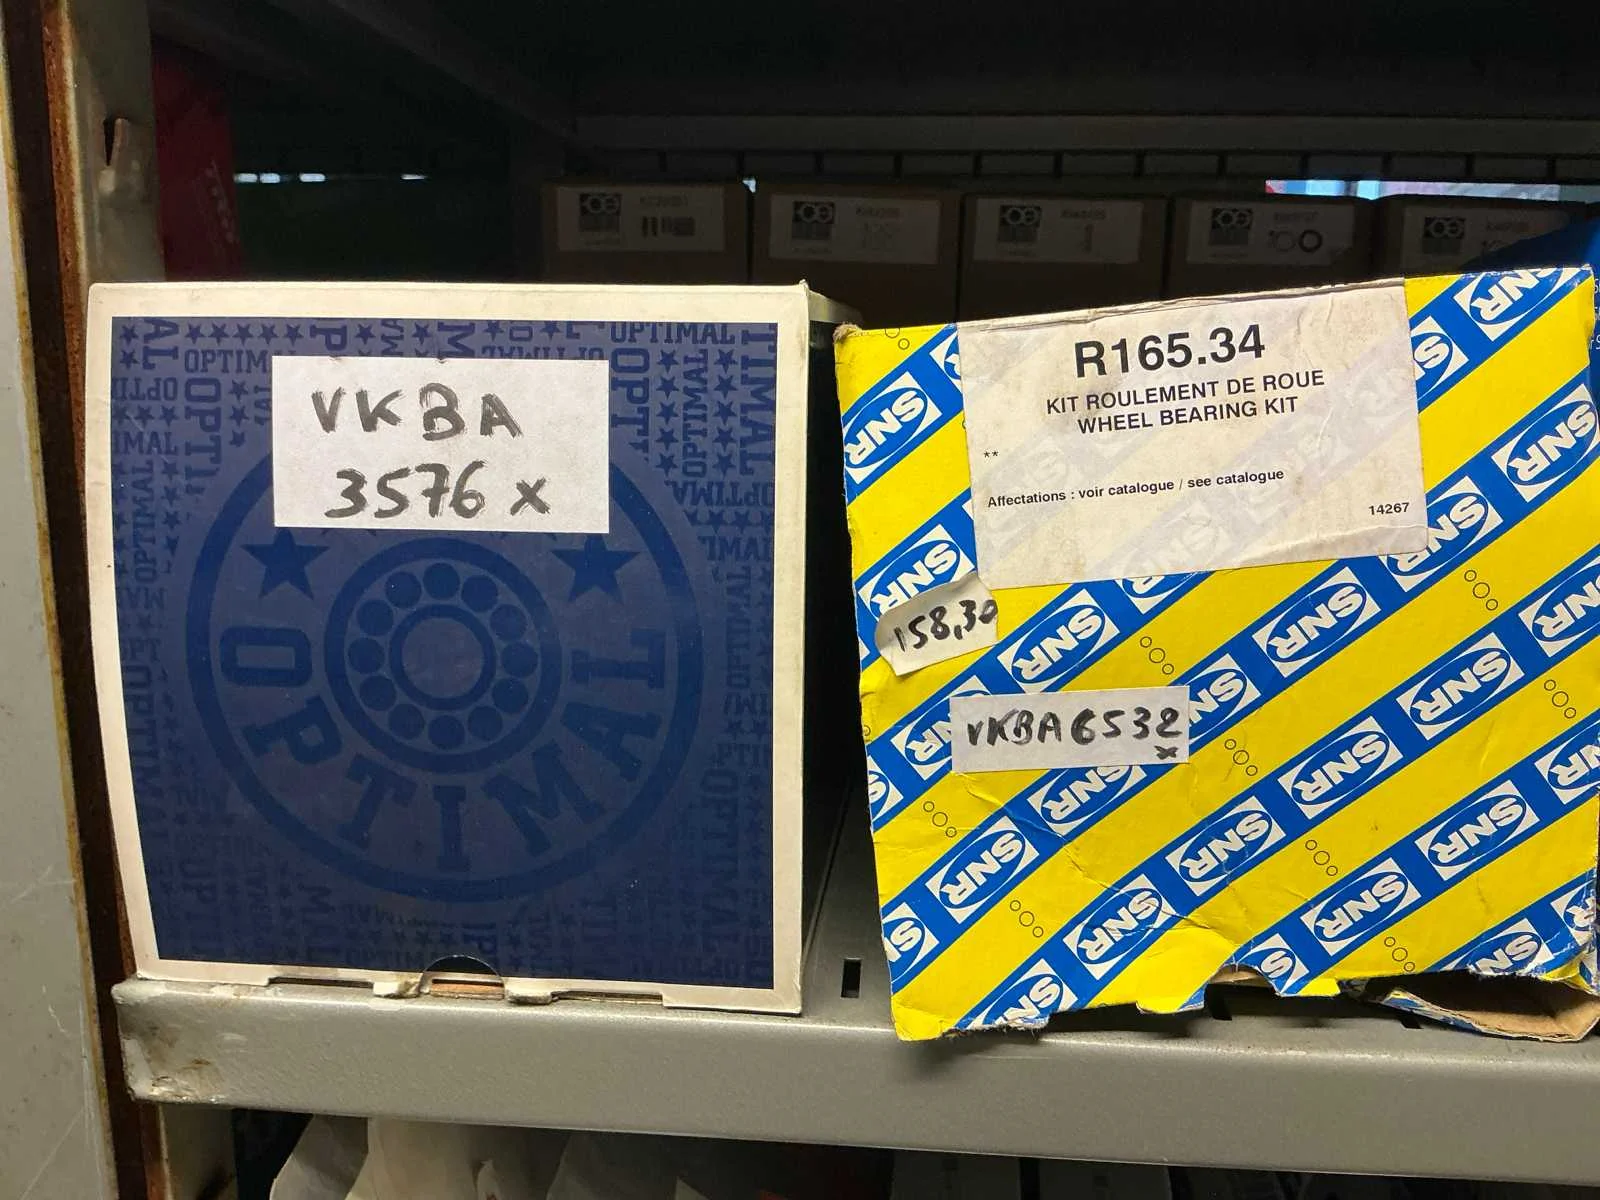 VKBA
3576 x
OPTIMAL
R165.34
KIT ROULEMENT DE ROUE
WHEEL BEARING KIT
**
Affectations : voir catalogue / see catalogue
14267
158,30
VKBA6532
x
SNR